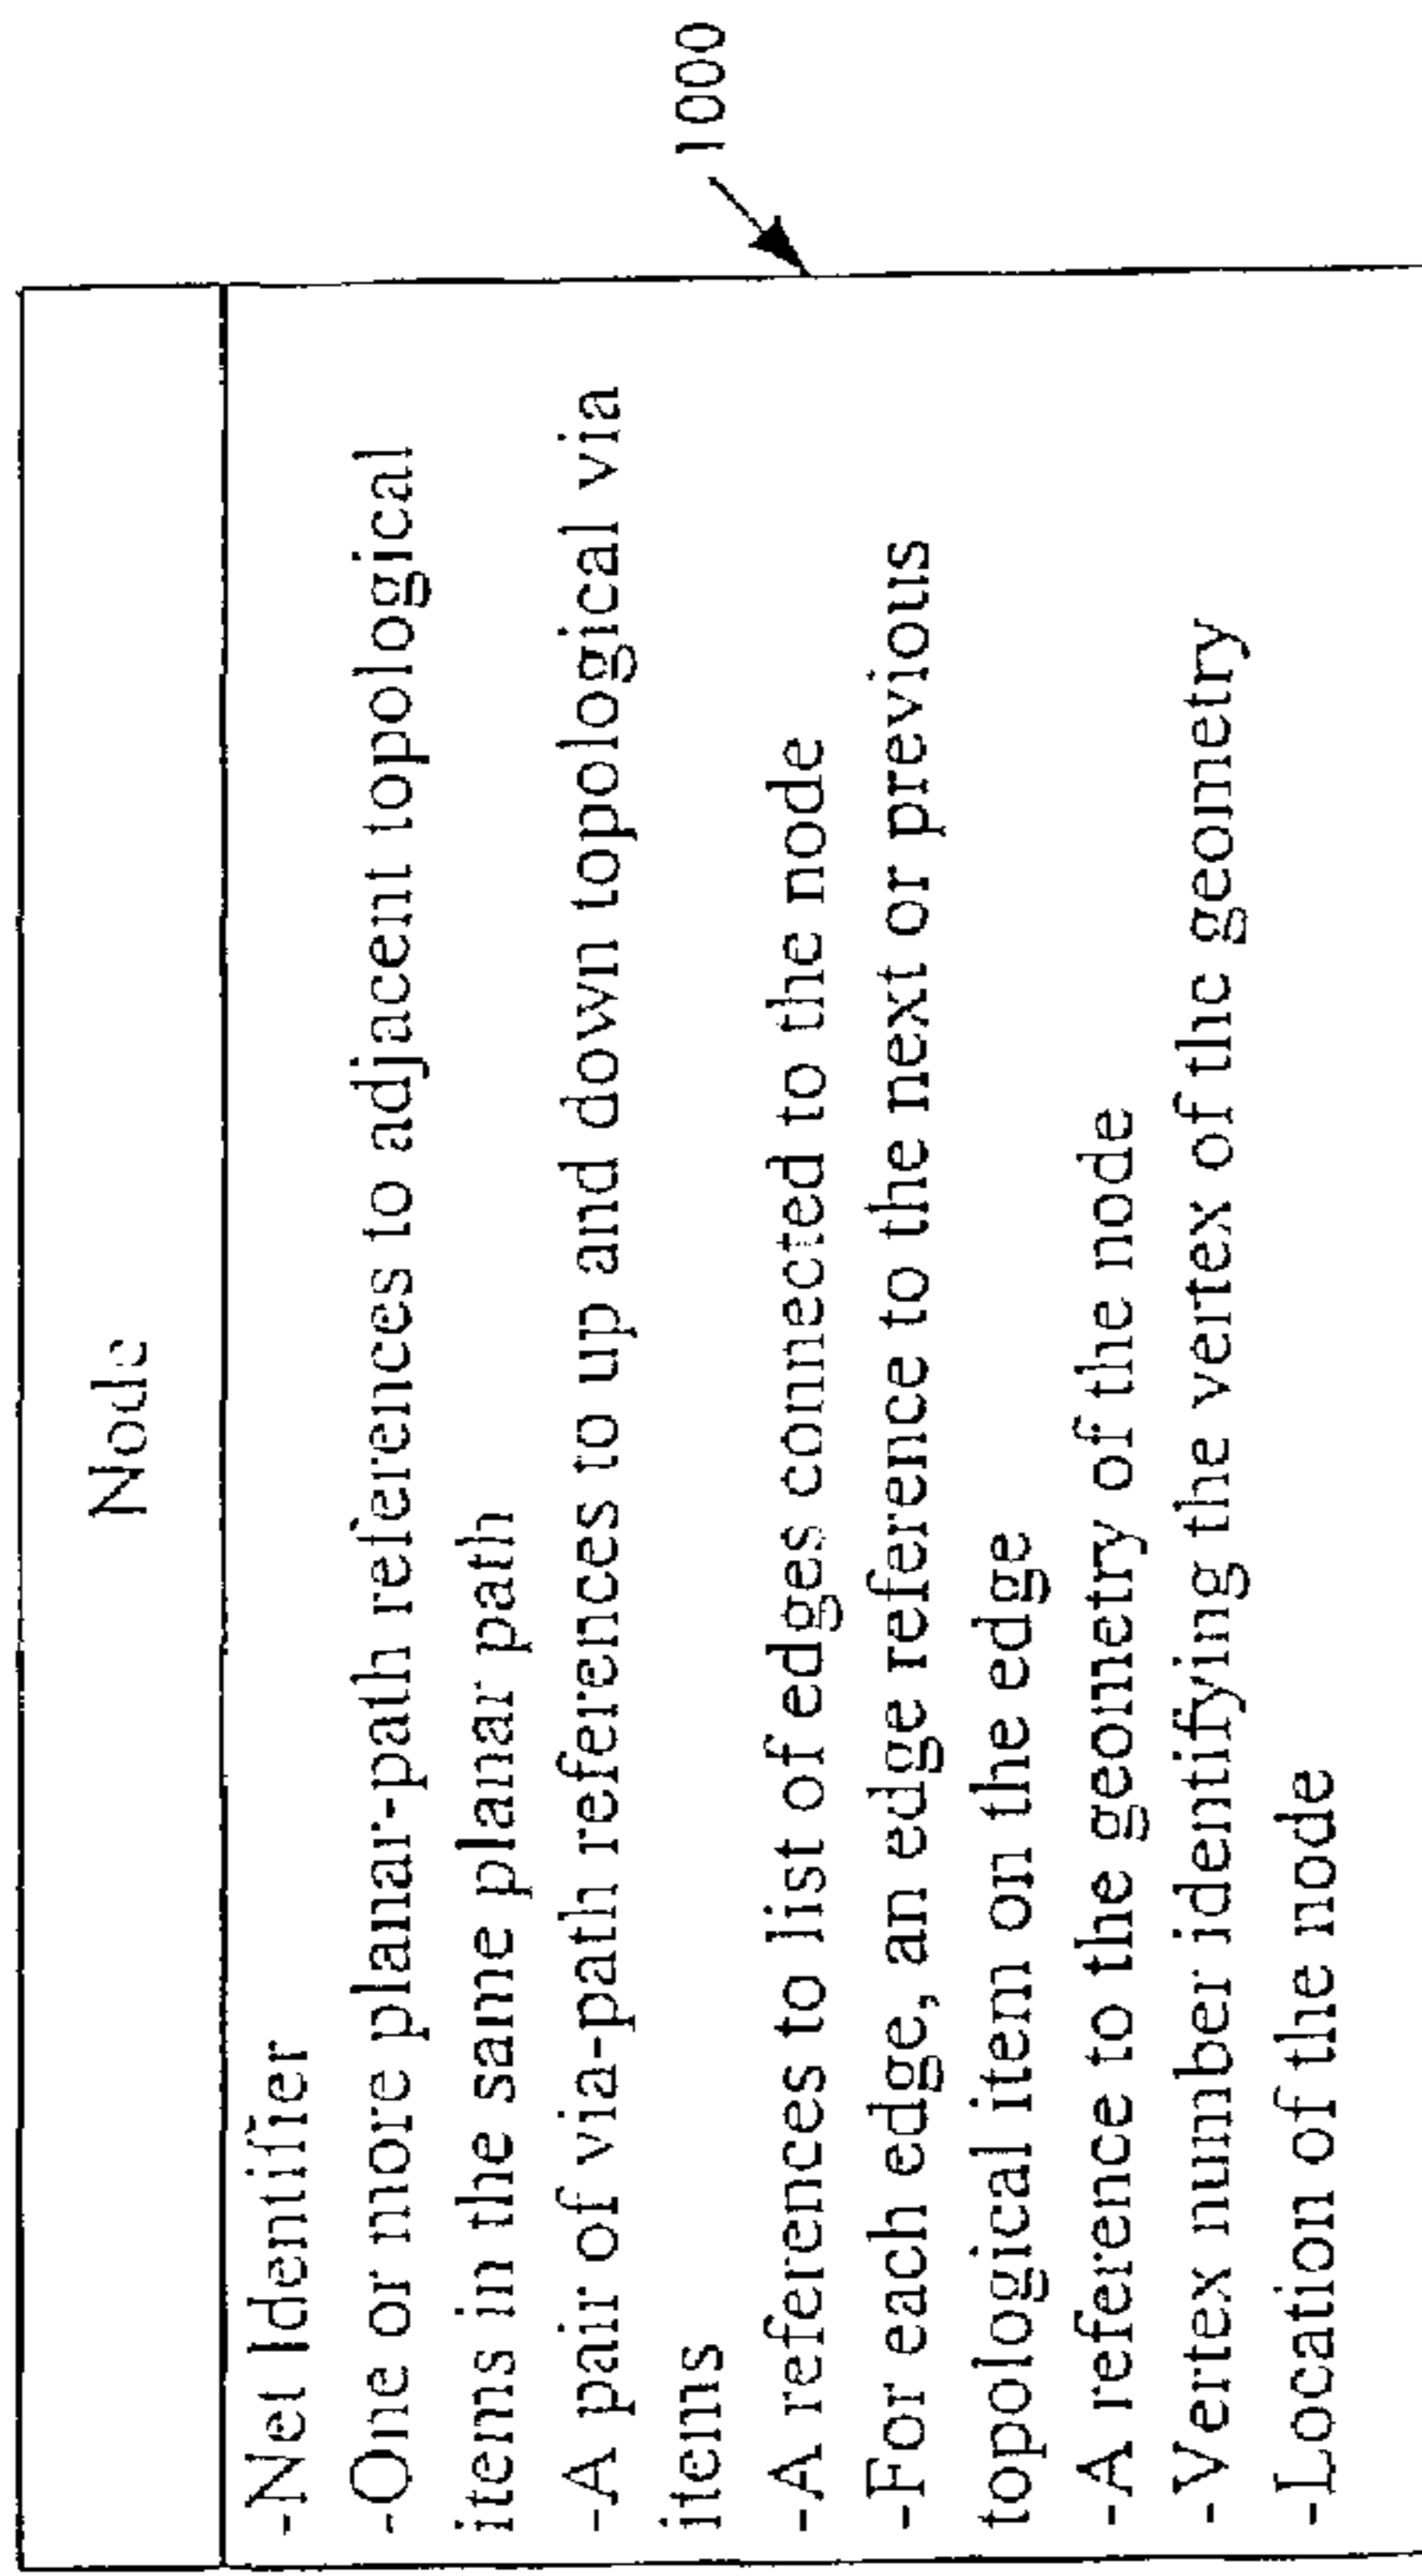 Node
-Net Identifier
-One or more planar-path references to adjacent topological
items in the same planar path
-A pair of via-path references to up and down topological via
items
-A references to list of edges connected to the node
-For each edge, an edge reference to the next or previous
topological item on the edge
-A reference to the geometry of the node
-Vertex number identifying the vertex of the geometry
-Location of the node
1000